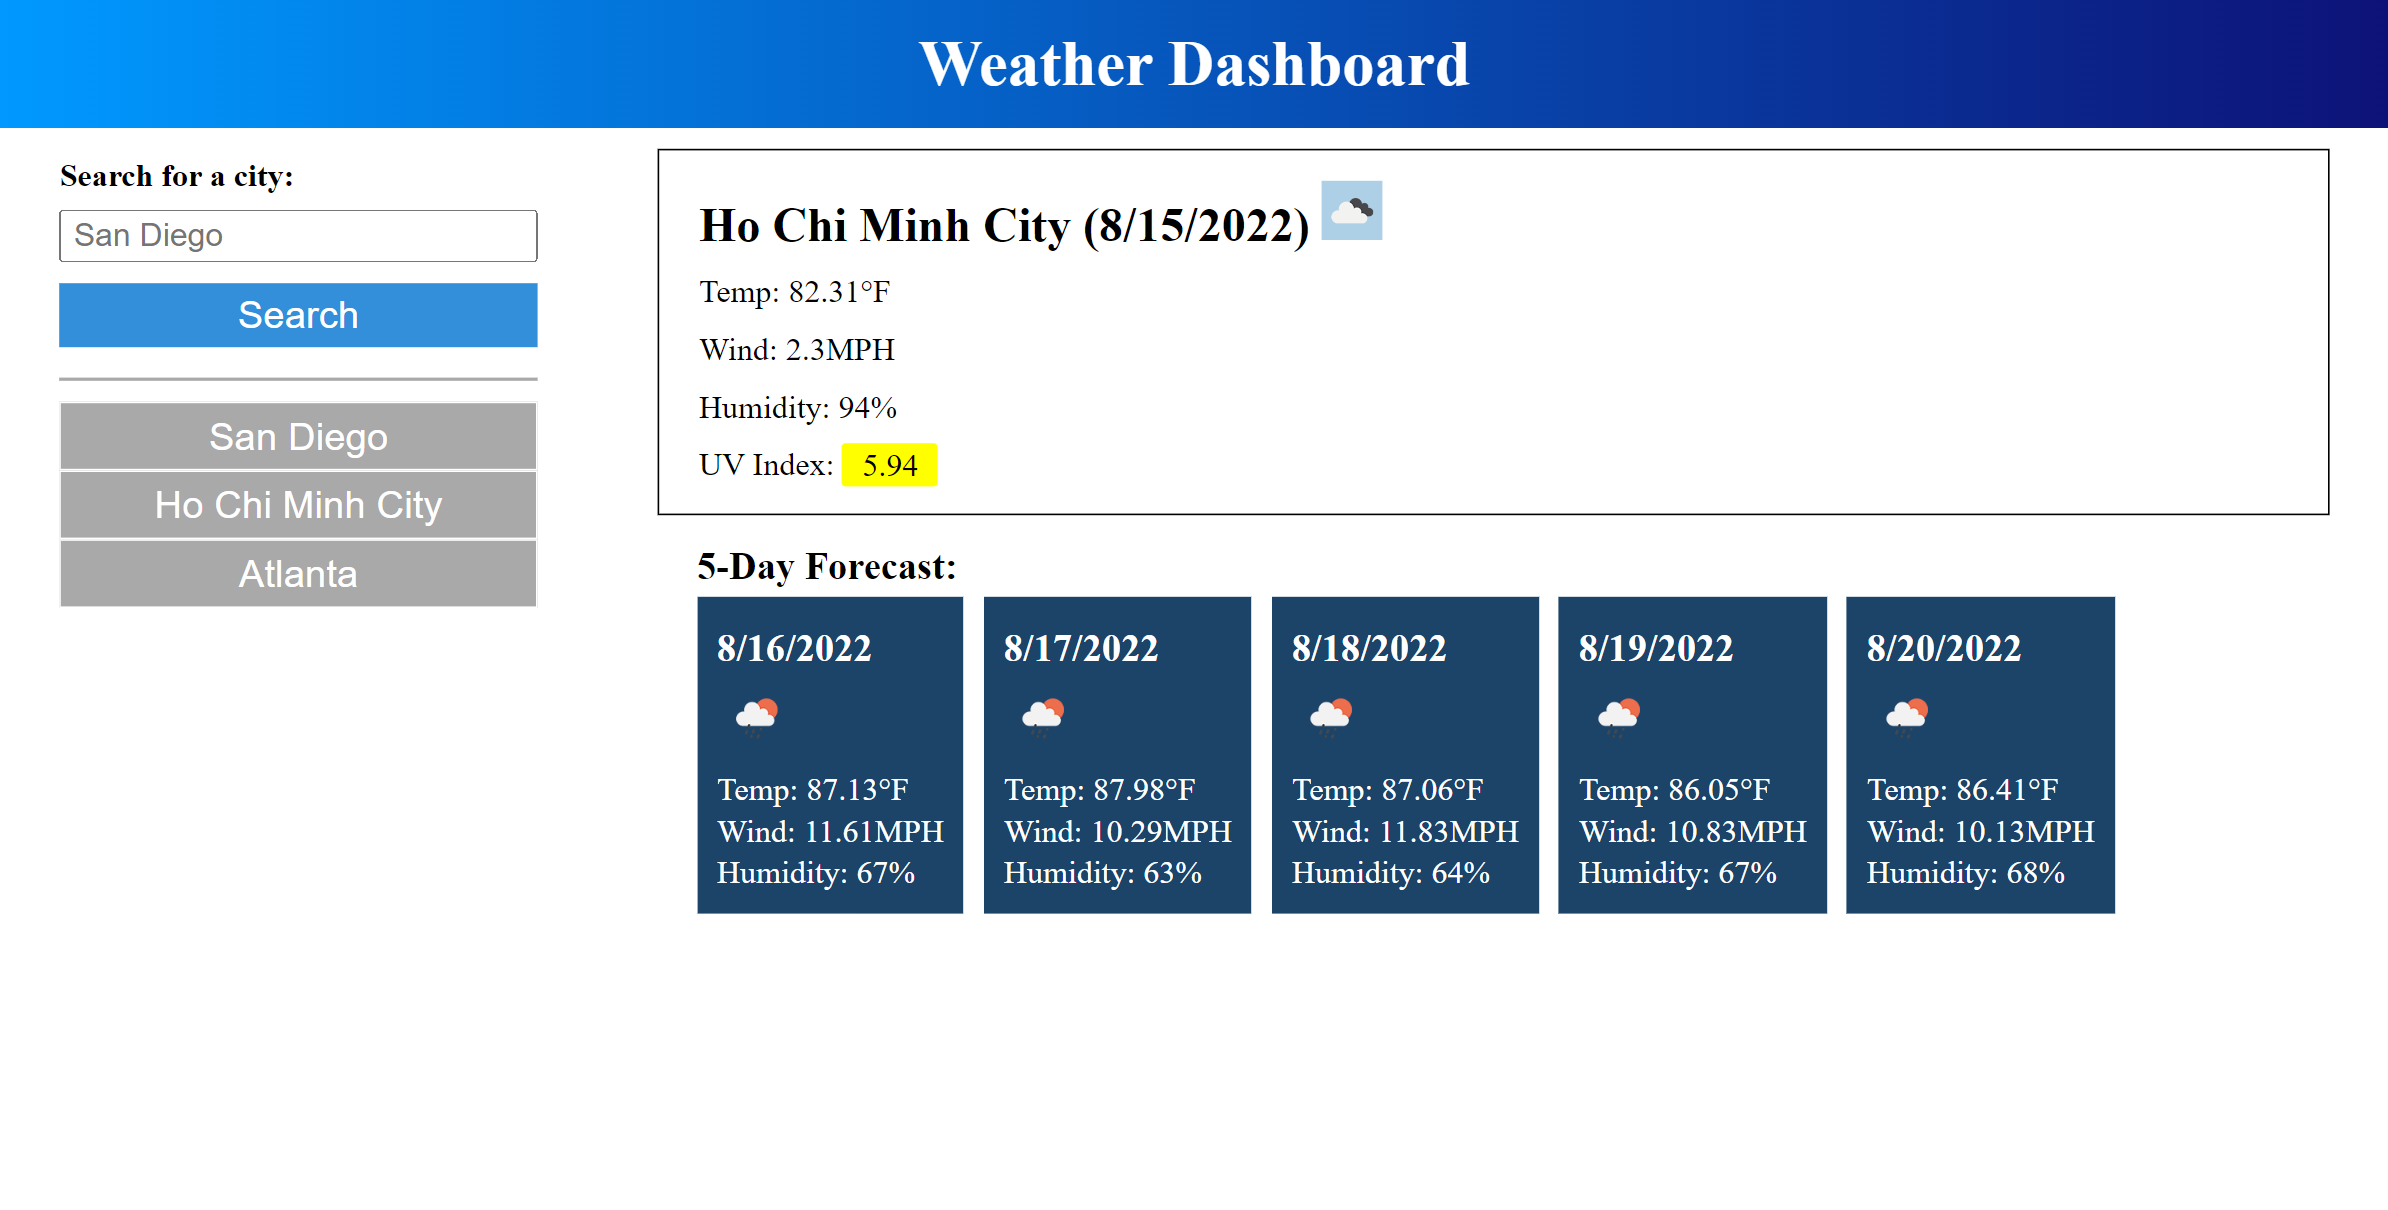 Weather Dashboard
Search for a city:
San Diego
Search
San Diego
Ho Chi Minh City
Atlanta
Ho Chi Minh City (8/15/2022)
Temp: 82.31°F
Wind: 2.3MPH
Humidity: 94%
UV Index: 5.94
5-Day Forecast:
8/16/2022
Temp: 87.13°F
Wind: 11.61MPH
Humidity: 67%
8/17/2022
Temp: 87.98°F
Wind: 10.29MPH
Humidity: 63%
8/18/2022
Temp: 87.06°F
Wind: 11.83MPH
Humidity: 64%
8/19/2022
Temp: 86.05°F
Wind: 10.83MPH
Humidity: 67%
8/20/2022
Temp: 86.41°F
Wind: 10.13MPH
Humidity: 68%